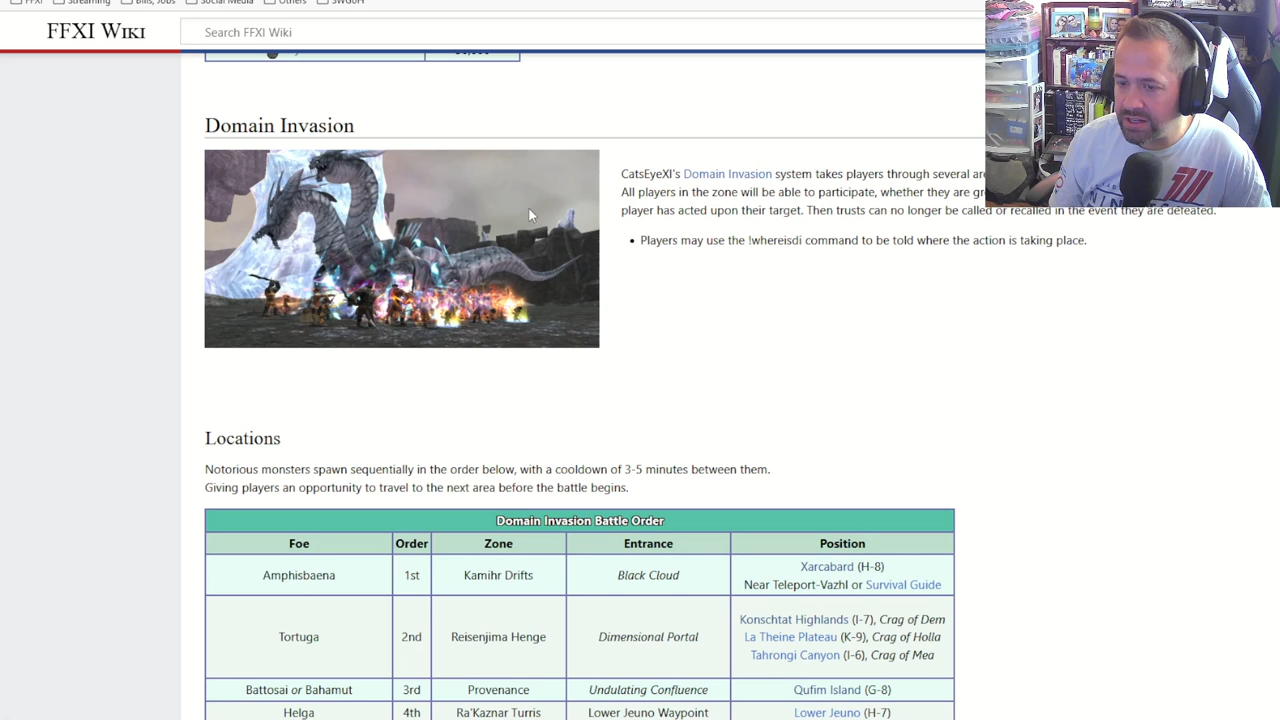 FFXI
Streaming
Bills, Jobs
Social Media
Others
SWGoH
FFXI Wiki
Search FFXI Wiki
Domain Invasion
CatsEyeXI's Domain Invasion system takes players through several
All players in the zone will be able to participate, whether they are
player has acted upon their target. Then trusts can no longer be called or recalled in the event they are defeated.
• Players may use the !whereisdi command to be told where the action is taking place.
Locations
Notorious monsters spawn sequentially in the order below, with a cooldown of 3-5 minutes between them.
Giving players an opportunity to travel to the next area before the battle begins.
Domain Invasion Battle Order
Foe Order Zone Entrance Position
Amphisbaena 1st Kamihr Drifts Black Cloud Xarcabard (H-8)
Near Teleport-Vazhl or Survival Guide
Tortuga 2nd Reisenjima Henge Dimensional Portal Konschtat Highlands (I-7), Crag of Dem
La Theine Plateau (K-9), Crag of Holla
Tahrongi Canyon (I-6), Crag of Mea
Battosai or Bahamut 3rd Provenance Undulating Confluence Qufim Island (G-8)
Helga 4th Ra'Kaznar Turris Lower Jeuno Waypoint Lower Jeuno (H-7)